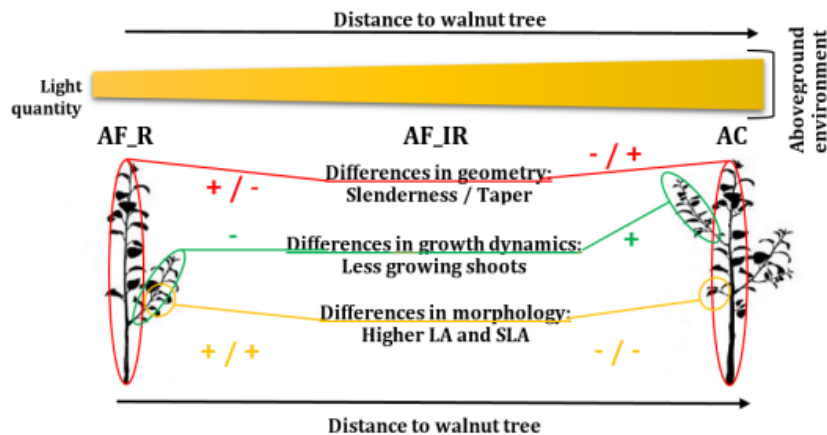 Distance to walnut tree
Light
quantity
Aboveground
environment
AF_R
AF_IR
AC
- / +
Differences in geometry:
+ / -
Slenderness / Taper
-
Differences in growth dynamics:
+
Less growing shoots
Differences in morphology:
Higher LA and SLA
+ / +
- / -
Distance to walnut tree